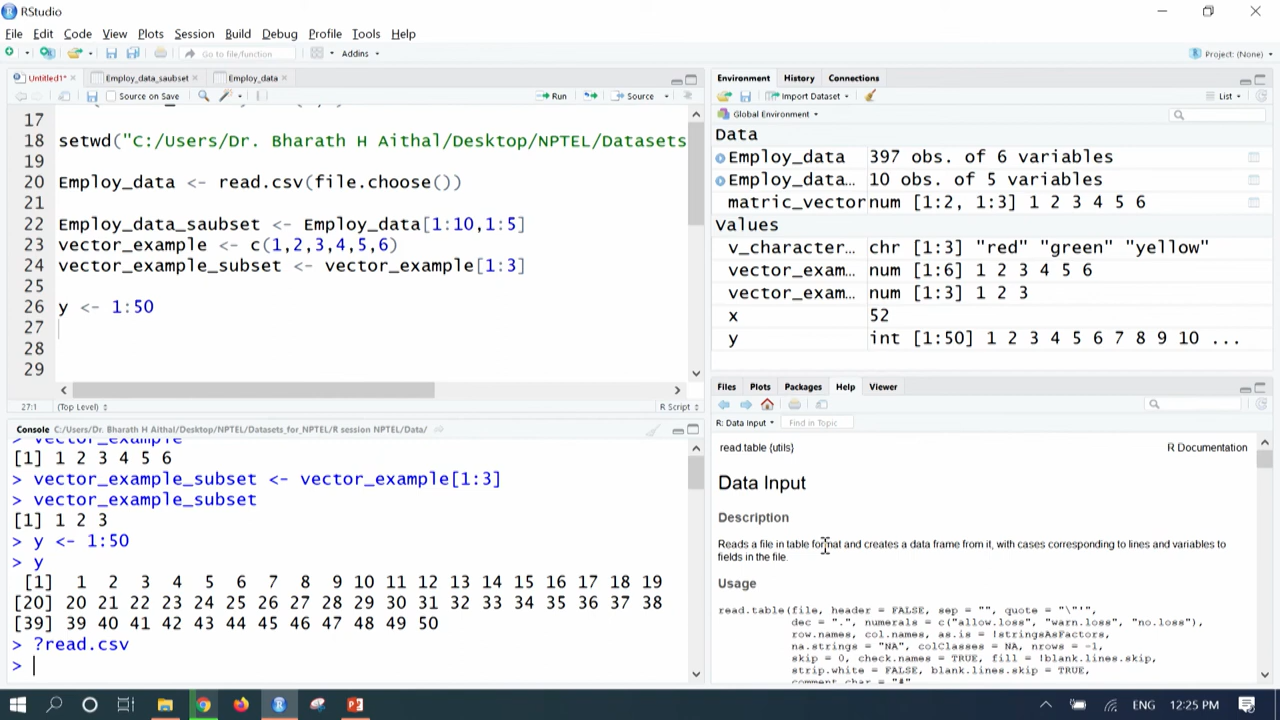 RStudio
File Edit Code View Plots Session Build Debug Profile Tools Help
Go to file/function Addins Project: (None)
Untitled1* Employ_data_saubset Employ_data
Source on Save Run Source
17
18 setwd("C:/Users/Dr. Bharath H Aithal/Desktop/NPTEL/Datasets
19
20 Employ_data <- read.csv(file.choose())
21
22 Employ_data_saubset <- Employ_data[1:10,1:5]
23 vector_example <- c(1,2,3,4,5,6)
24 vector_example_subset <- vector_example[1:3]
25
26 y <- 1:50
27
28
29
27:1 (Top Level) R Script
Console C:/Users/Dr. Bharath H Aithal/Desktop/NPTEL/Datasets_for_NPTEL/R session NPTEL/Data/
> vector_example
[1] 1 2 3 4 5 6
> vector_example_subset <- vector_example[1:3]
> vector_example_subset
[1] 1 2 3
> y <- 1:50
> y
[1] 1 2 3 4 5 6 7 8 9 10 11 12 13 14 15 16 17 18 19
[20] 20 21 22 23 24 25 26 27 28 29 30 31 32 33 34 35 36 37 38
[39] 39 40 41 42 43 44 45 46 47 48 49 50
> ?read.csv
>
Environment History Connections
Import Dataset List
Global Environment
Data
Employ_data 397 obs. of 6 variables
Employ_data… 10 obs. of 5 variables
matric_vector num [1:2, 1:3] 1 2 3 4 5 6
Values
v_character… chr [1:3] "red" "green" "yellow"
vector_exam… num [1:6] 1 2 3 4 5 6
vector_exam… num [1:3] 1 2 3
x 52
y int [1:50] 1 2 3 4 5 6 7 8 9 10 ...
Files Plots Packages Help Viewer
R: Data Input Find in Topic
read.table {utils} R Documentation
Data Input
Description
Reads a file in table format and creates a data frame from it, with cases corresponding to lines and variables to
fields in the file.
Usage
read.table(file, header = FALSE, sep = "", quote = "\"'",
dec = ".", numerals = c("allow.loss", "warn.loss", "no.loss"),
row.names, col.names, as.is = !stringsAsFactors,
na.strings = "NA", colClasses = NA, nrows = -1,
skip = 0, check.names = TRUE, fill = !blank.lines.skip,
strip.white = FALSE, blank.lines.skip = TRUE,
comment.char = "#"
ENG 12:25 PM